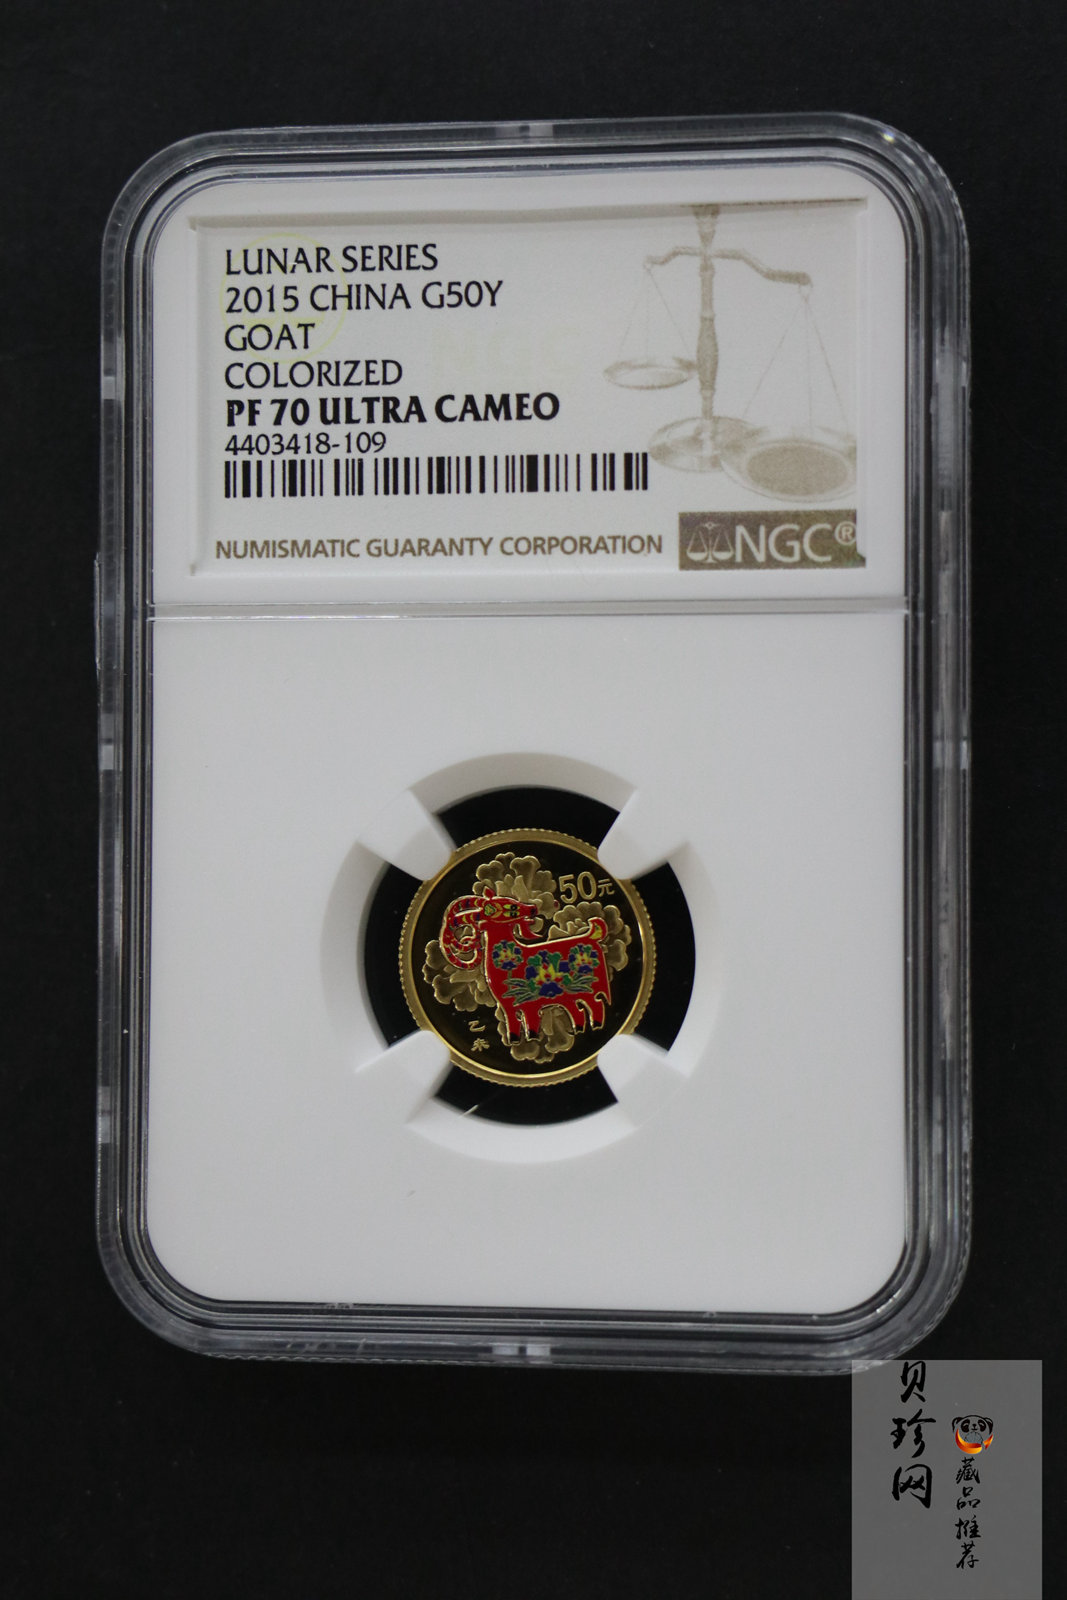 LUNAR SERIES
2015 CHINA G50Y
GOAT
COLORIZED
PF 70 ULTRA CAMEO
4403418-109
NUMISMATIC GUARANTY CORPORATION
NGC®
50元
乙未
贝珍网
藏品推荐